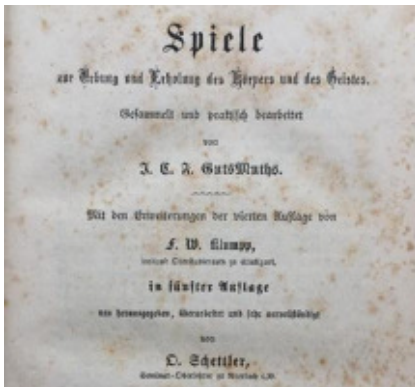 Spiele
zur Uebung und Erholung des Körpers und des Geistes.
Gesammelt und praktisch bearbeitet
von
J. C. F. GutsMuths.
Mit den Erweiterungen der vierten Auflage von
F. W. Klumpp,
in fünfter Auflage
neu herausgegeben, überarbeitet und sehr vervollständigt
von
O. Schettler,